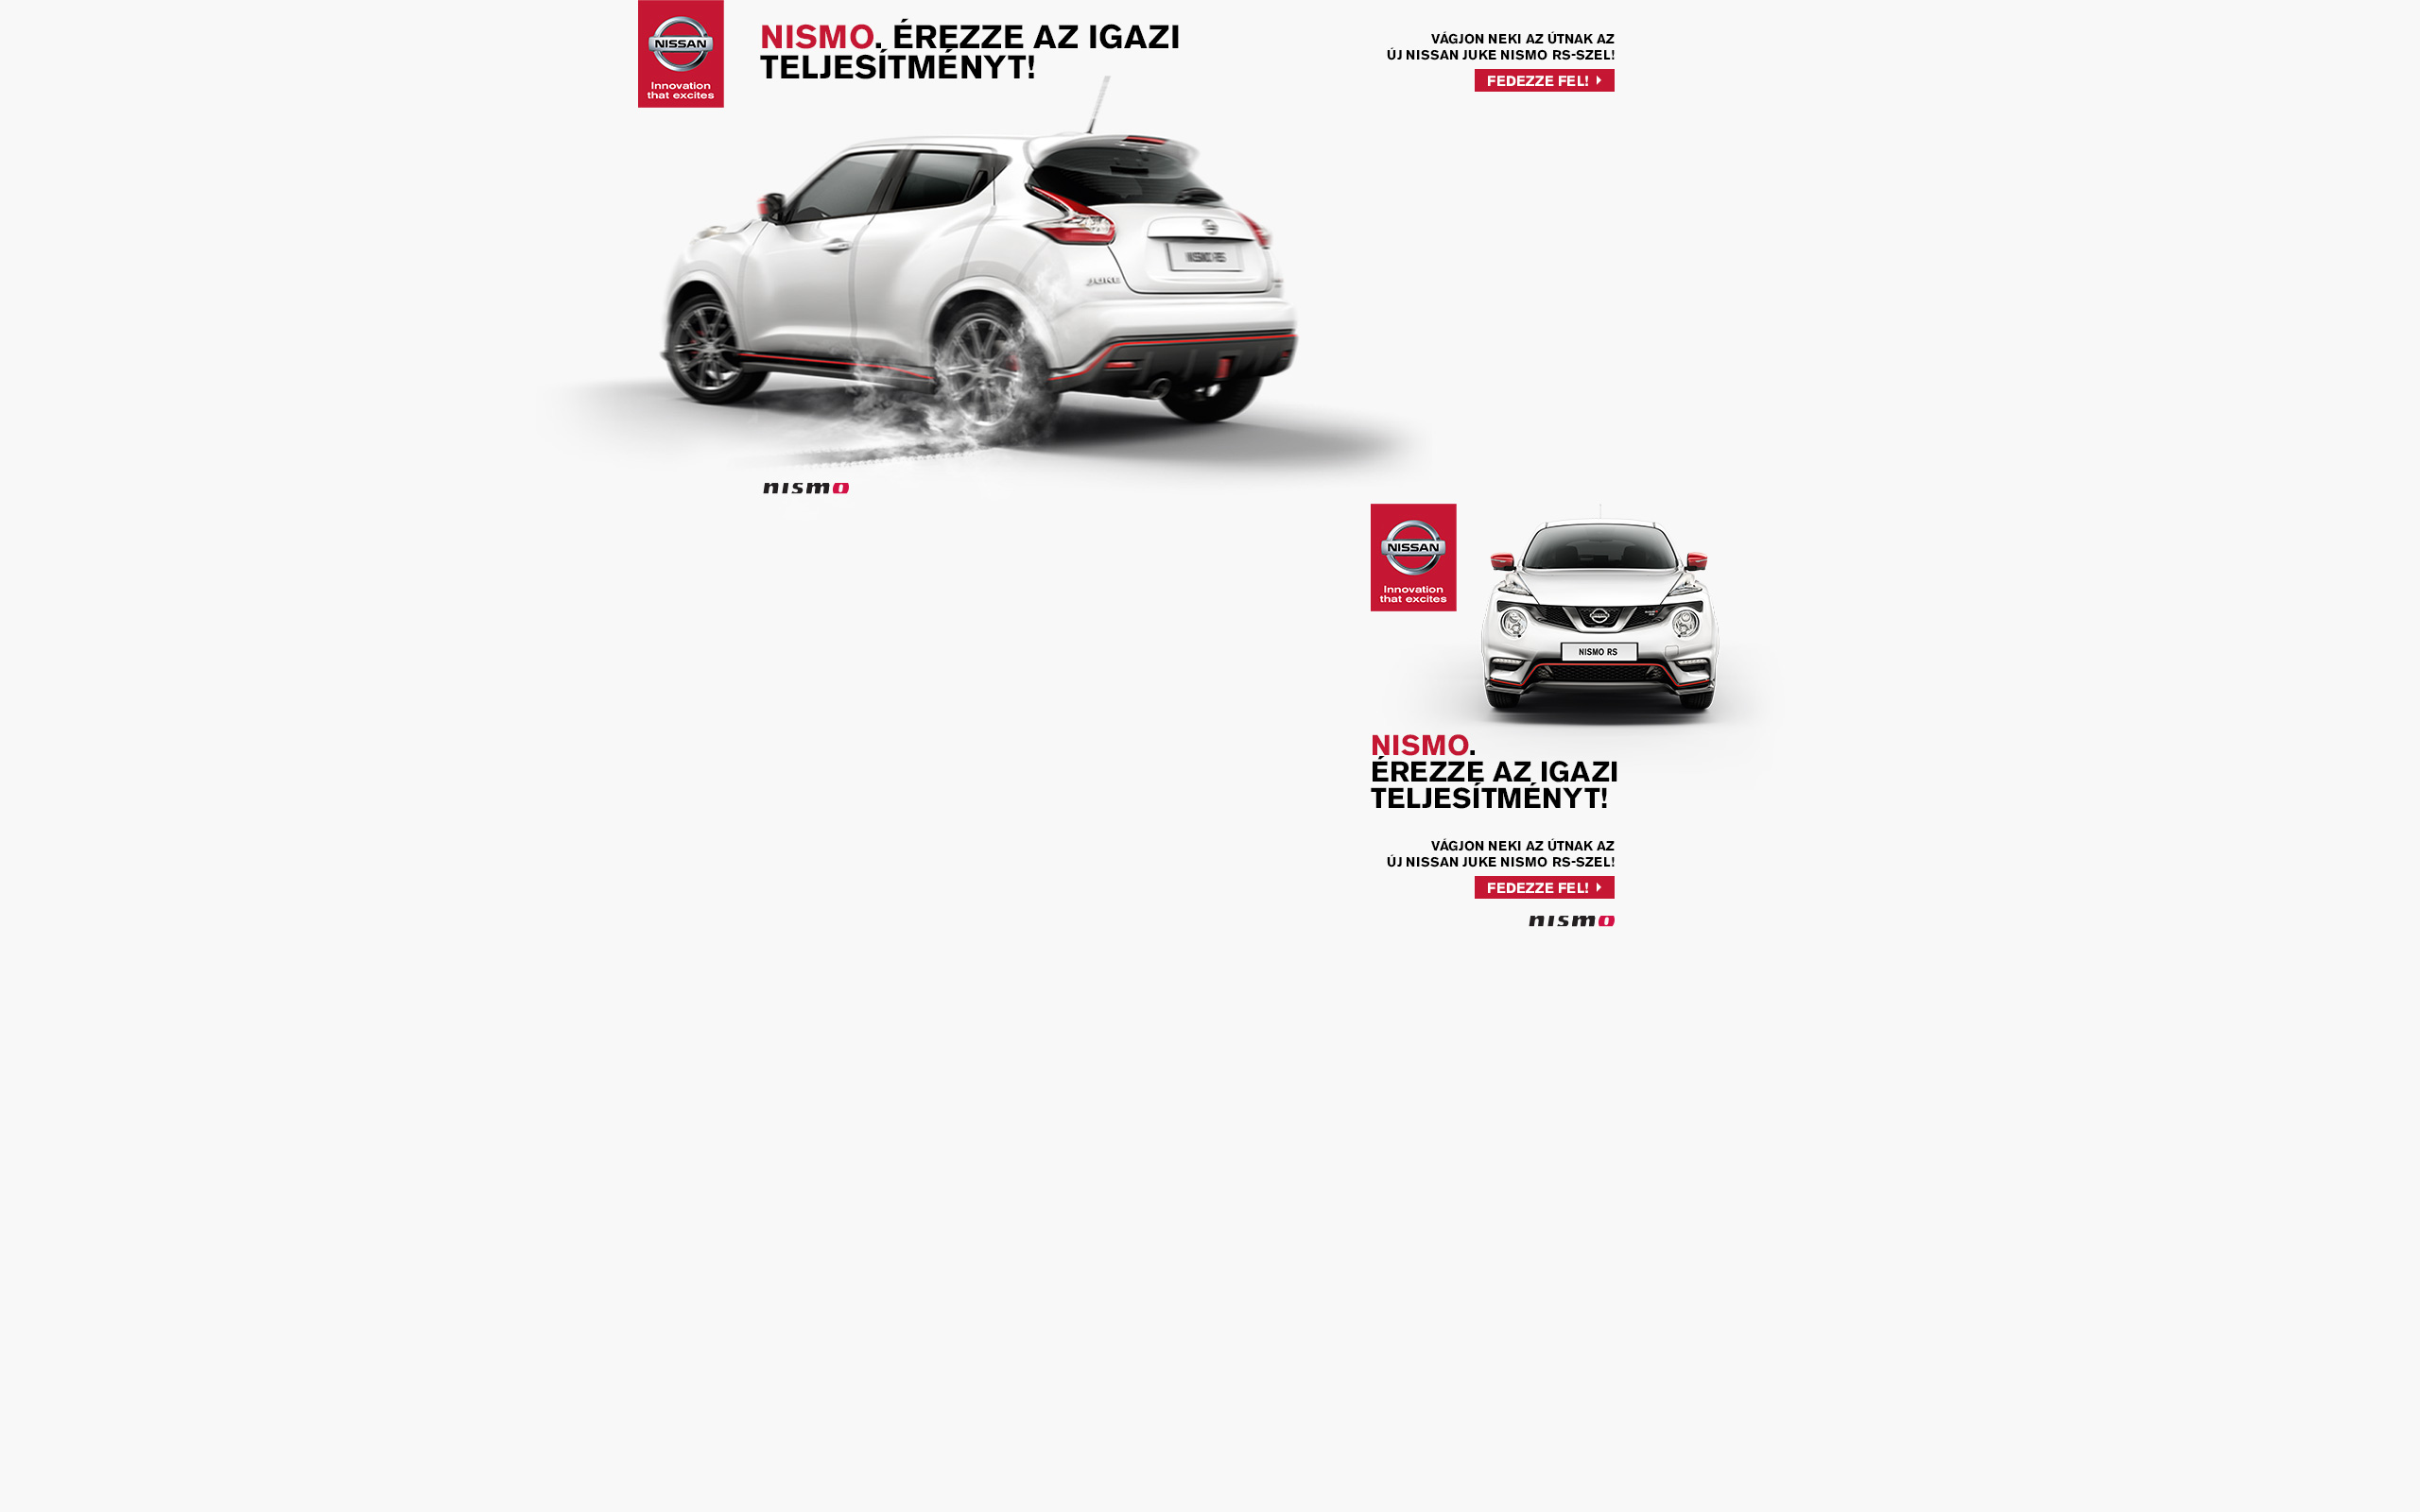 NISSAN
Innovation
that excites
NISMO. ÉREZZE AZ IGAZI
TELJESÍTMÉNYT!
VÁGJON NEKI AZ ÚTNAK AZ
ÚJ NISSAN JUKE NISMO RS-SZEL!
FEDEZZE FEL!
NISMO RS
JUKE
nismo
NISSAN
Innovation
that excites
NISMO RS
NISMO.
ÉREZZE AZ IGAZI
TELJESÍTMÉNYT!
VÁGJON NEKI AZ ÚTNAK AZ
ÚJ NISSAN JUKE NISMO RS-SZEL!
FEDEZZE FEL!
nismo